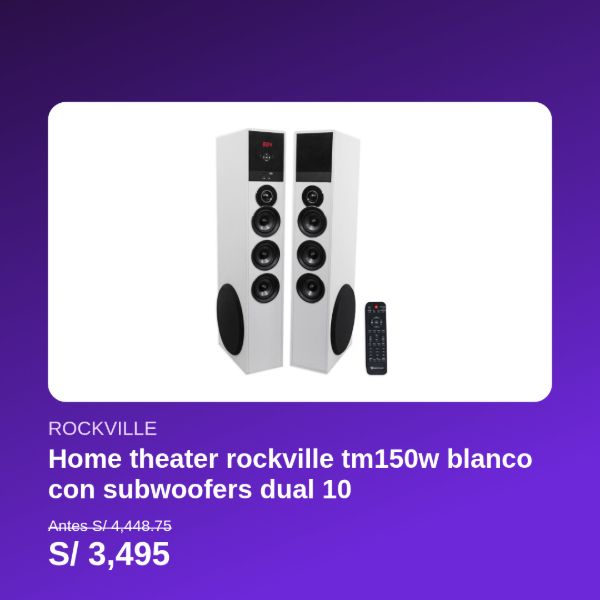 ROCKVILLE
Home theater rockville tm150w blanco
con subwoofers dual 10
Antes S/ 4,448.75
S/ 3,495